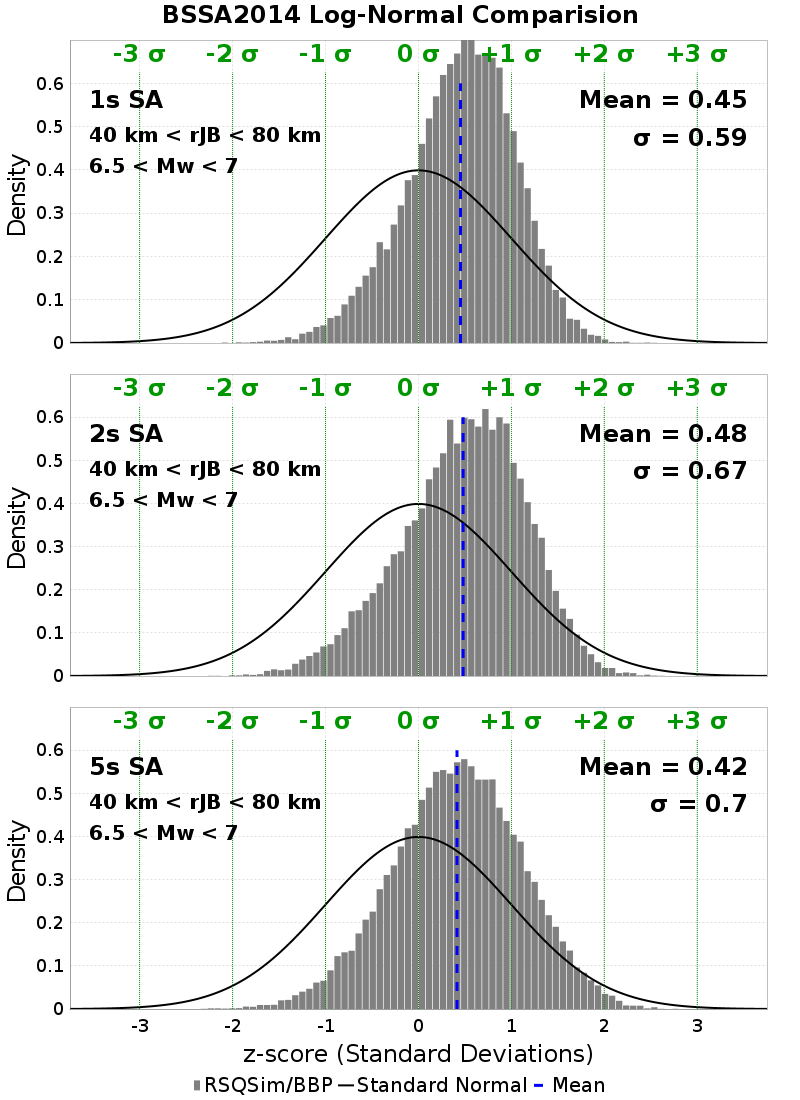 BSSA2014 Log-Normal Comparision
-3 σ -2 σ -1 σ 0 σ +1 σ +2 σ +3 σ
1s SA Mean = 0.45
40 km < rJB < 80 km σ = 0.59
6.5 < Mw < 7
Density
0.6
0.5
0.4
0.3
0.2
0.1
0
-3 σ -2 σ -1 σ 0 σ +1 σ +2 σ +3 σ
2s SA Mean = 0.48
40 km < rJB < 80 km σ = 0.67
6.5 < Mw < 7
Density
0.6
0.5
0.4
0.3
0.2
0.1
0
-3 σ -2 σ -1 σ 0 σ +1 σ +2 σ +3 σ
5s SA Mean = 0.42
40 km < rJB < 80 km σ = 0.7
6.5 < Mw < 7
Density
0.6
0.5
0.4
0.3
0.2
0.1
0
-3 -2 -1 0 1 2 3
z-score (Standard Deviations)
RSQSim/BBP Standard Normal Mean